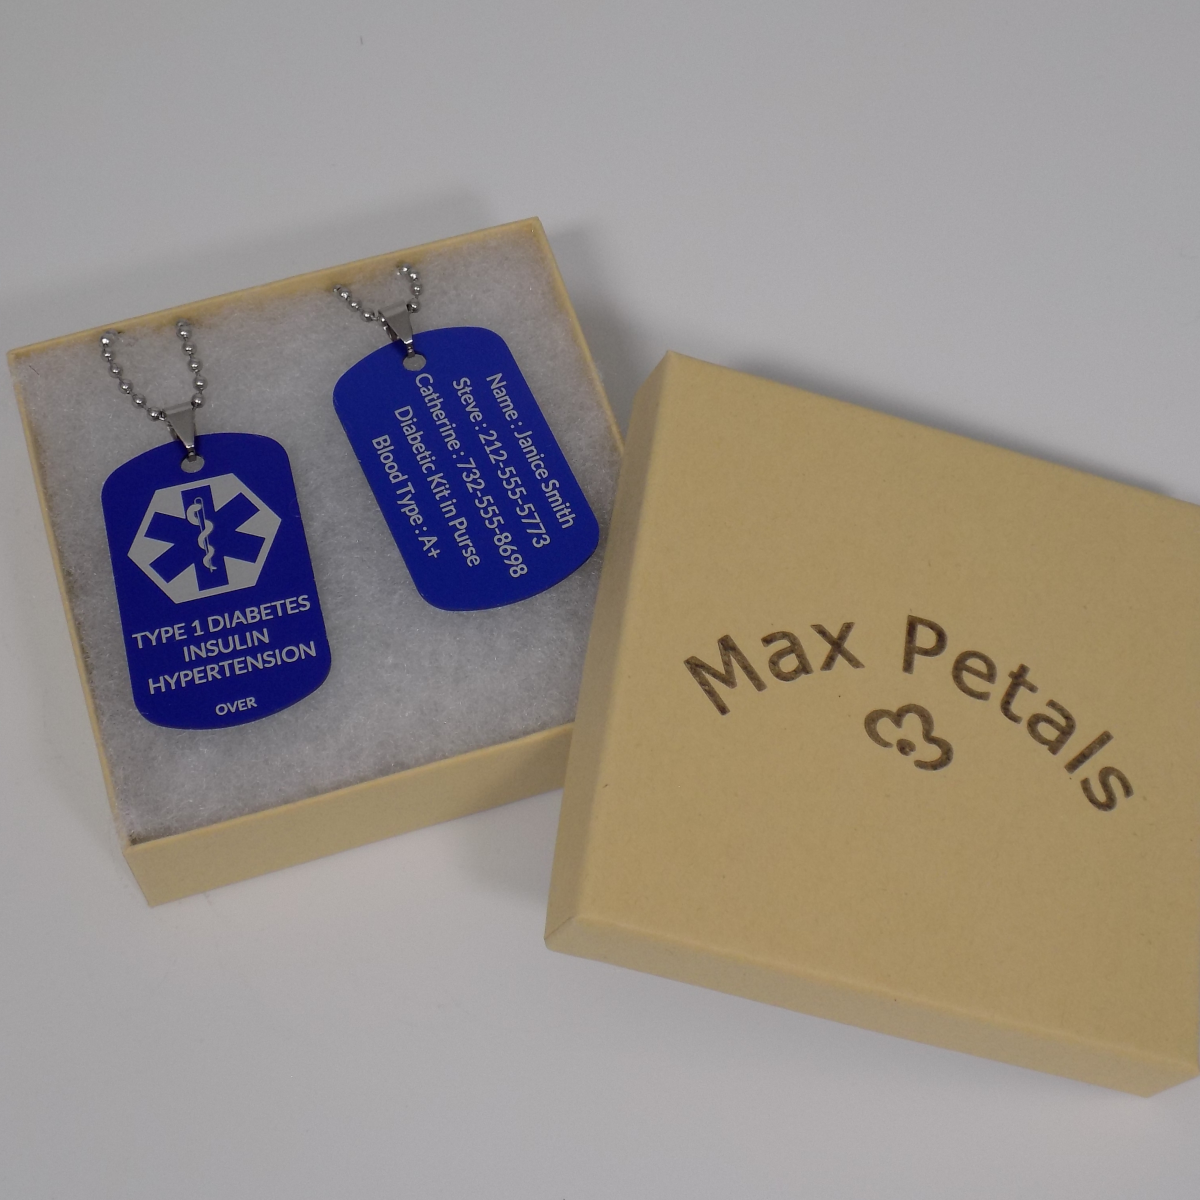 TYPE 1 DIABETES
INSULIN
HYPERTENSION
OVER
Name : Janice Smith
Steve : 212-555-5773
Catherine : 732-555-8698
Diabetic Kit in Purse
Blood Type : A+
Max Petals